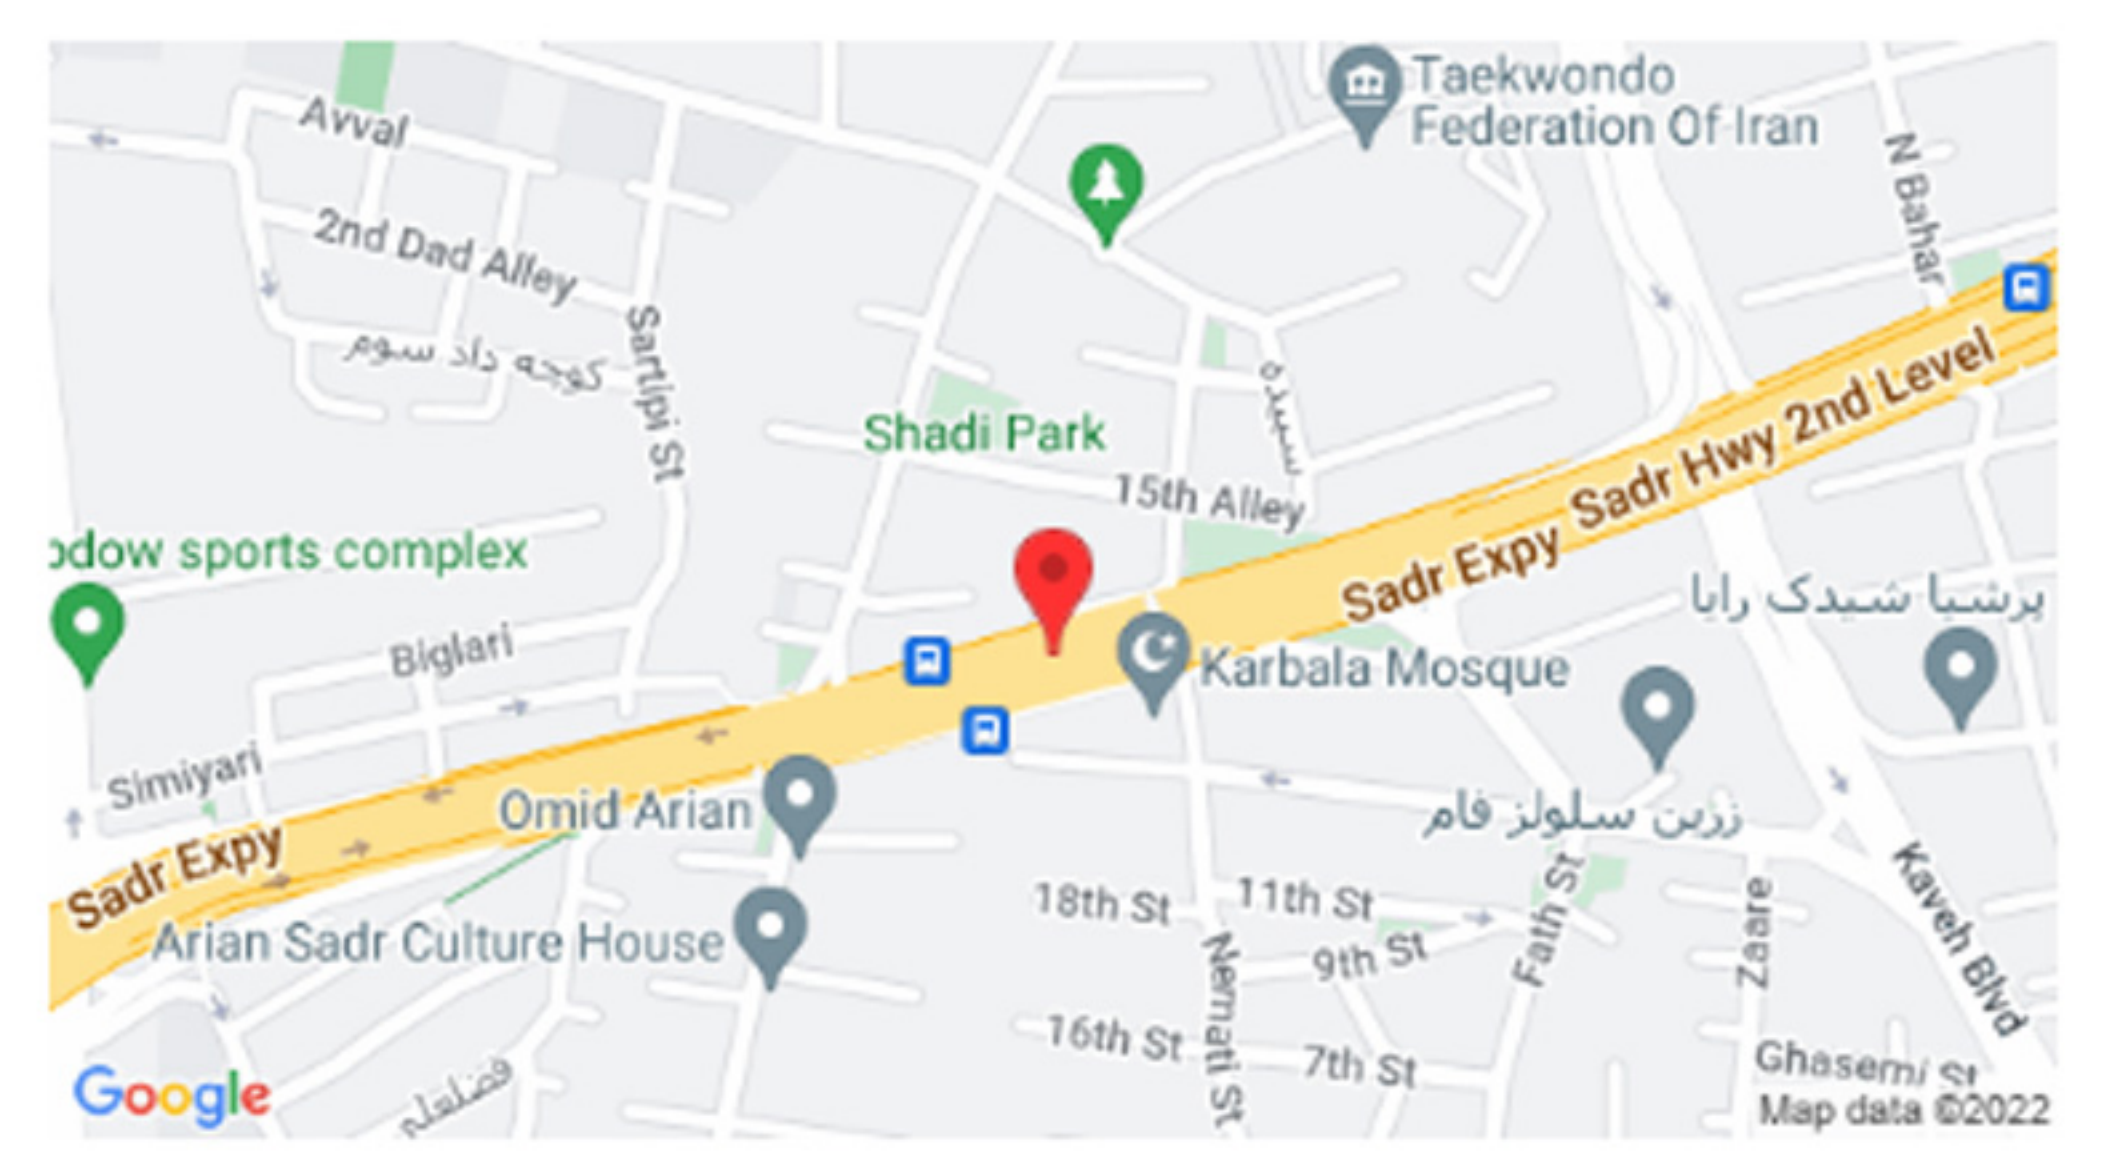 Taekwondo
Federation Of Iran
Avval
N Bahar
2nd Dad Alley
کوچه داد سوم
Sartipi St
سپیده
Sadr Hwy 2nd Level
Shadi Park
15th Alley
odow sports complex
Sadr Expy
پرشیا شیدک رایا
Biglari
Karbala Mosque
Simiyari
Omid Arian
زرین سلولز فام
Sadr Expy
Arian Sadr Culture House
18th St
11th St
Fath St
Zaare
Kaveh Blvd
9th St
Nemati St
16th St
7th St
Ghasemi St
Google
Map data ©2022